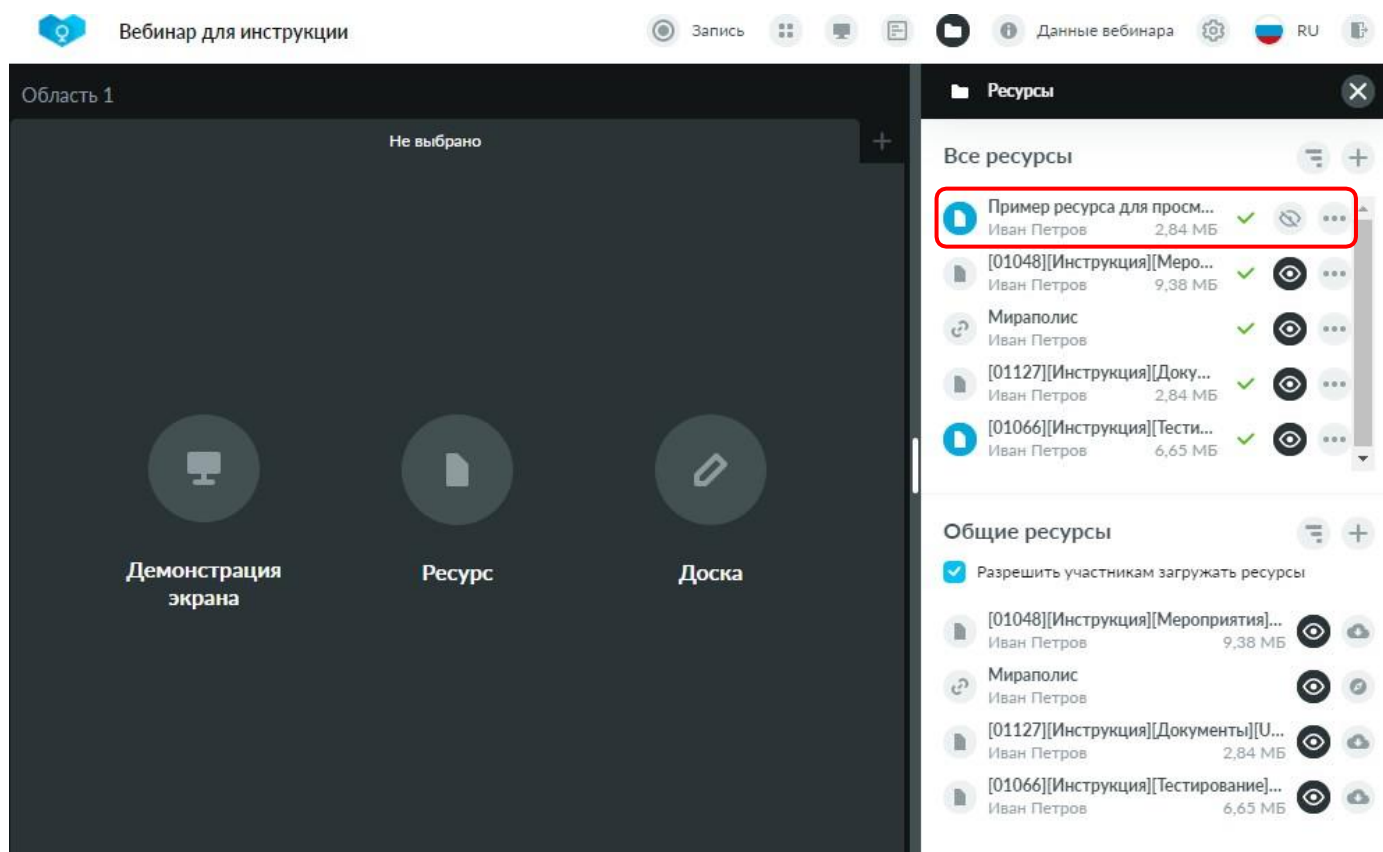 Вебинар для инструкции
Запись
Данные вебинара
RU
Область 1
Не выбрано
Демонстрация
экрана
Ресурс
Доска
Ресурсы
Все ресурсы
Пример ресурса для просм...
Иван Петров 2,84 МБ
[01048][Инструкция][Меро...
Иван Петров 9,38 МБ
Мираполис
Иван Петров
[01127][Инструкция][Доку...
Иван Петров 2,84 МБ
[01066][Инструкция][Тести...
Иван Петров 6,65 МБ
Общие ресурсы
Разрешить участникам загружать ресурсы
[01048][Инструкция][Мероприятия]...
Иван Петров 9,38 МБ
Мираполис
Иван Петров
[01127][Инструкция][Документы][U...
Иван Петров 2,84 МБ
[01066][Инструкция][Тестирование]...
Иван Петров 6,65 МБ